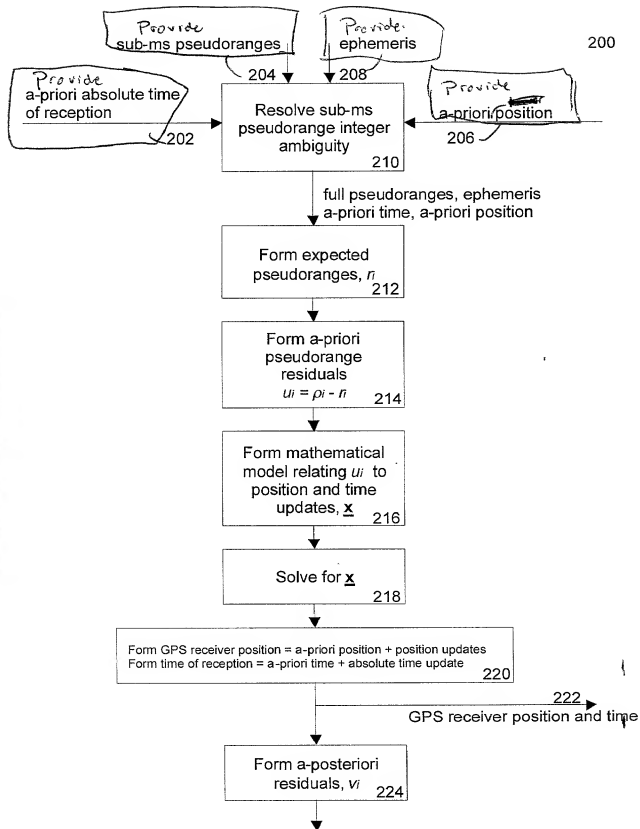 200
Provide
sub-ms pseudoranges
204
Provide
ephemeris
208
Provide
a-priori absolute time
of reception
202
Provide
a-priori position
206
Resolve sub-ms
pseudorange integer
ambiguity
210
full pseudoranges, ephemeris
a-priori time, a-priori position
Form expected
pseudoranges, ri
212
Form a-priori
pseudorange
residuals
ui = ρi - ri
214
Form mathematical
model relating ui to
position and time
updates, x
216
Solve for x
218
Form GPS receiver position = a-priori position + position updates
Form time of reception = a-priori time + absolute time update
220
222
GPS receiver position and time
Form a-posteriori
residuals, vi
224